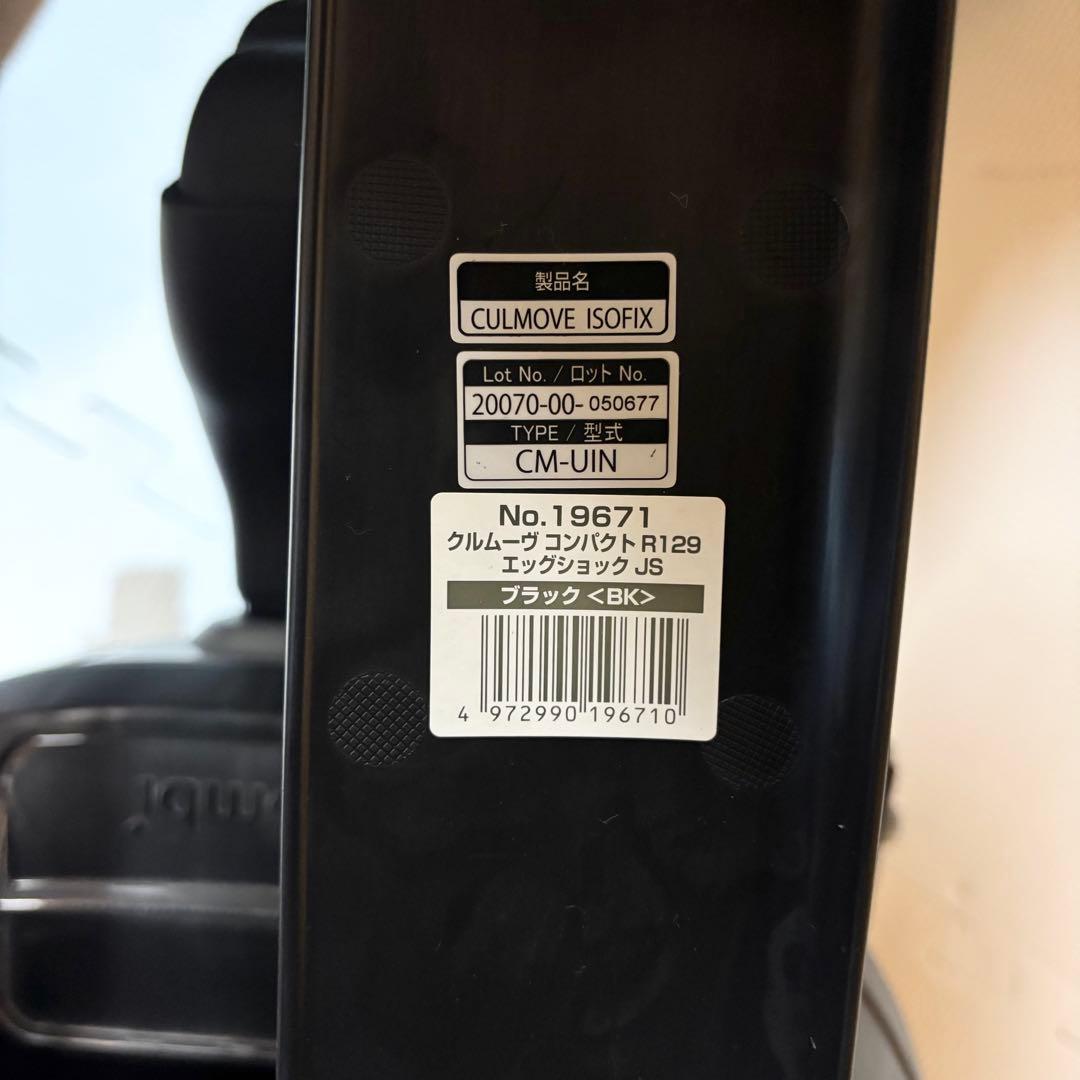 製品名
CULMOVE ISOFIX
Lot No. / ロット No.
20070-00-050677
TYPE / 型式
CM-UIN
No.19671
クルムーヴ コンパクト R129
エッグショック JS
ブラック <BK>
4 972990 196710